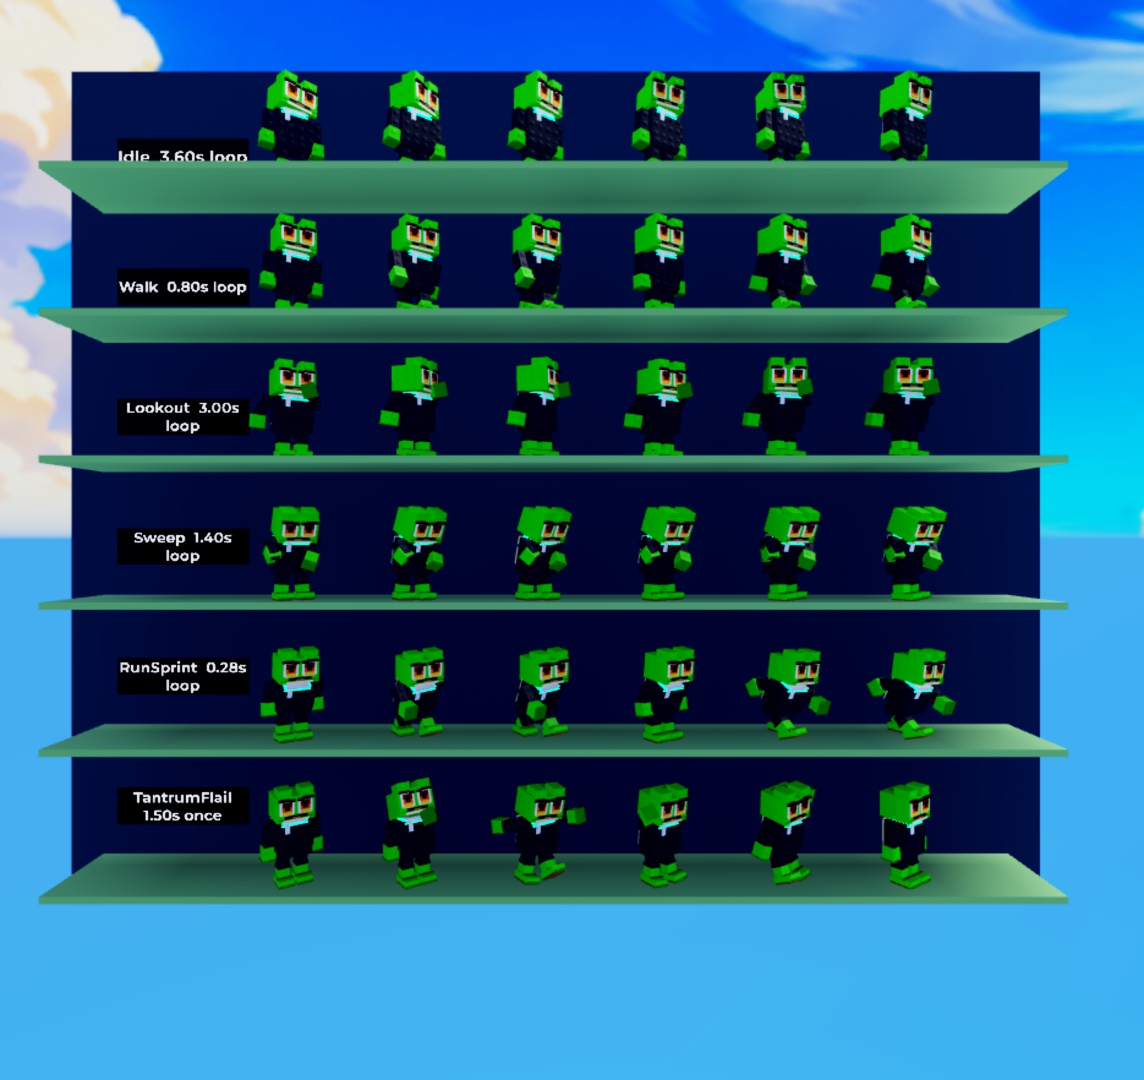 Idle 3.60s loop
Walk 0.80s loop
Lookout 3.00s
loop
Sweep 1.40s
loop
RunSprint 0.28s
loop
TantrumFlail
1.50s once